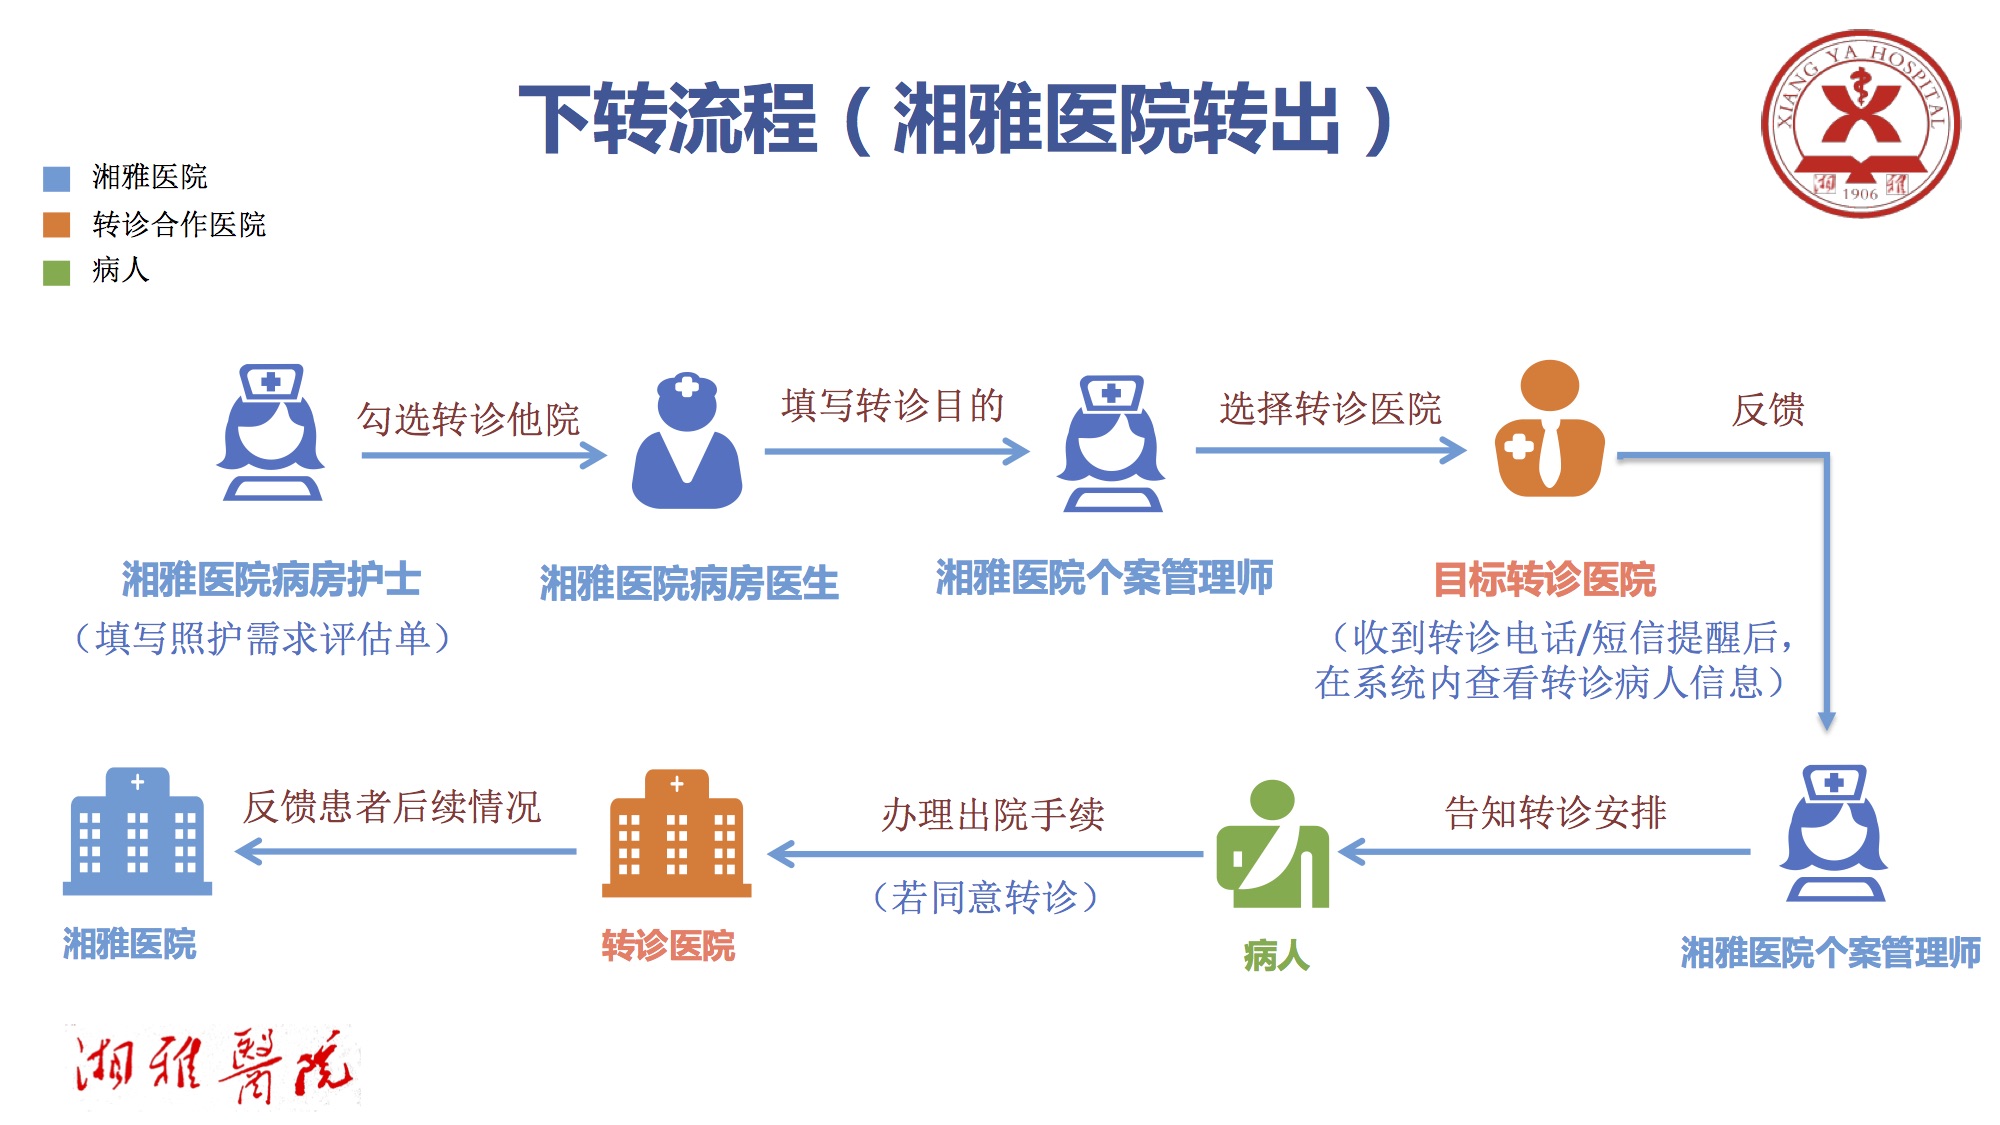 下转流程（湘雅医院转出）
XIANG YA HOSPITAL
湘雅
1906
湘雅医院
转诊合作医院
病人
勾选转诊他院
填写转诊目的
选择转诊医院
反馈
湘雅医院病房护士
湘雅医院病房医生
湘雅医院个案管理师
目标转诊医院
（填写照护需求评估单）
（收到转诊电话/短信提醒后，
在系统内查看转诊病人信息）
反馈患者后续情况
办理出院手续
告知转诊安排
（若同意转诊）
湘雅医院
转诊医院
病人
湘雅医院个案管理师
湘雅醫院